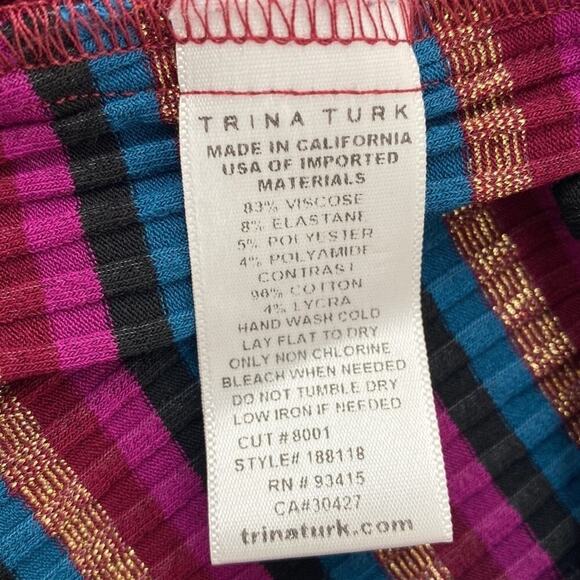 TRINA TURK
MADE IN CALIFORNIA
USA OF IMPORTED
MATERIALS
83% VISCOSE
8% ELASTANE
5% POLYESTER
4% POLYAMIDE
CONTRAST
96% COTTON
4% LYCRA
HAND WASH COLD
LAY FLAT TO DRY
ONLY NON CHLORINE
BLEACH WHEN NEEDED
DO NOT TUMBLE DRY
LOW IRON IF NEEDED
CUT # 8001
STYLE# 188118
RN # 93415
CA#30427
trinaturk.com